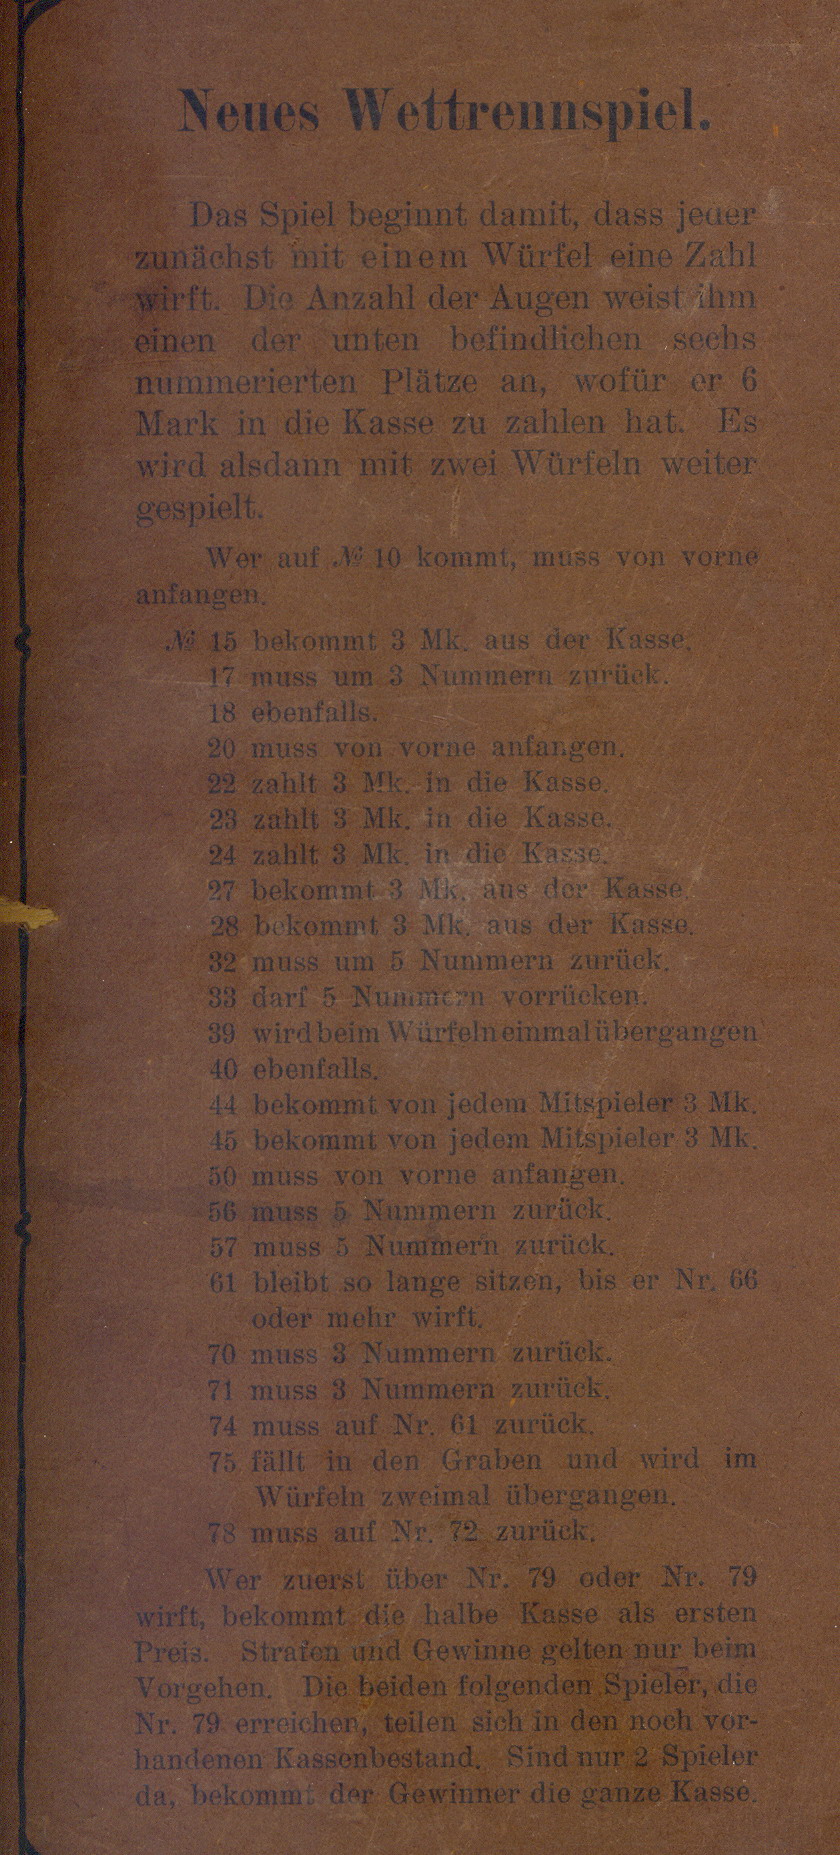 Neues Wettrennspiel.
Das Spiel beginnt damit, dass jeder
zunächst mit einem Würfel eine Zahl
wirft. Die Anzahl der Augen weist ihm
einen der unten befindlichen sechs
nummerierten Plätze an, wofür er 6
Mark in die Kasse zu zahlen hat. Es
wird alsdann mit zwei Würfeln weiter
gespielt.
Wer auf № 10 kommt, muss von vorne
anfangen.
№ 15 bekommt 3 Mk. aus der Kasse.
17 muss um 3 Nummern zurück.
18 ebenfalls.
20 muss von vorne anfangen.
22 zahlt 3 Mk. in die Kasse.
23 zahlt 3 Mk. in die Kasse.
24 zahlt 3 Mk. in die Kasse.
27 bekommt 3 Mk. aus der Kasse.
28 bekommt 3 Mk. aus der Kasse.
32 muss um 5 Nummern zurück.
33 darf 5 Nummern vorrücken.
39 wird beim Würfeln einmal übergangen
40 ebenfalls.
44 bekommt von jedem Mitspieler 3 Mk.
45 bekommt von jedem Mitspieler 3 Mk.
50 muss von vorne anfangen.
56 muss 5 Nummern zurück.
57 muss 5 Nummern zurück.
61 bleibt so lange sitzen, bis er Nr. 66
oder mehr wirft.
70 muss 3 Nummern zurück.
71 muss 3 Nummern zurück.
74 muss auf Nr. 61 zurück.
75 fällt in den Graben und wird im
Würfeln zweimal übergangen.
78 muss auf Nr. 72 zurück.
Wer zuerst über Nr. 79 oder Nr. 79
wirft, bekommt die halbe Kasse als ersten
Preis. Strafen und Gewinne gelten nur beim
Vorgehen. Die beiden folgenden Spieler, die
Nr. 79 erreichen, teilen sich in den noch vor-
handenen Kassenbestand. Sind nur 2 Spieler
da, bekommt der Gewinner die ganze Kasse.